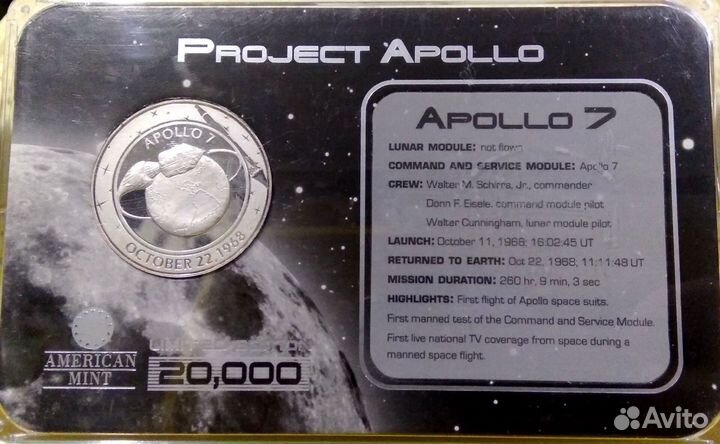 PROJECT APOLLO
APOLLO 7
OCTOBER 22, 1968
AMERICAN
MINT
20,000
APOLLO 7
LUNAR MODULE: not flown
COMMAND AND SERVICE MODULE: Apollo 7
CREW: Walter M. Schirra, Jr., commander
Donn F. Eisele, command module pilot
Walter Cunningham, lunar module pilot
LAUNCH: October 11, 1968; 16:02:45 UT
RETURNED TO EARTH: Oct 22, 1968; 11:11:48 UT
MISSION DURATION: 260 hr, 9 min, 3 sec
HIGHLIGHTS: First flight of Apollo space suits.
First manned test of the Command and Service Module.
First live national TV coverage from space during a
manned space flight.
Avito